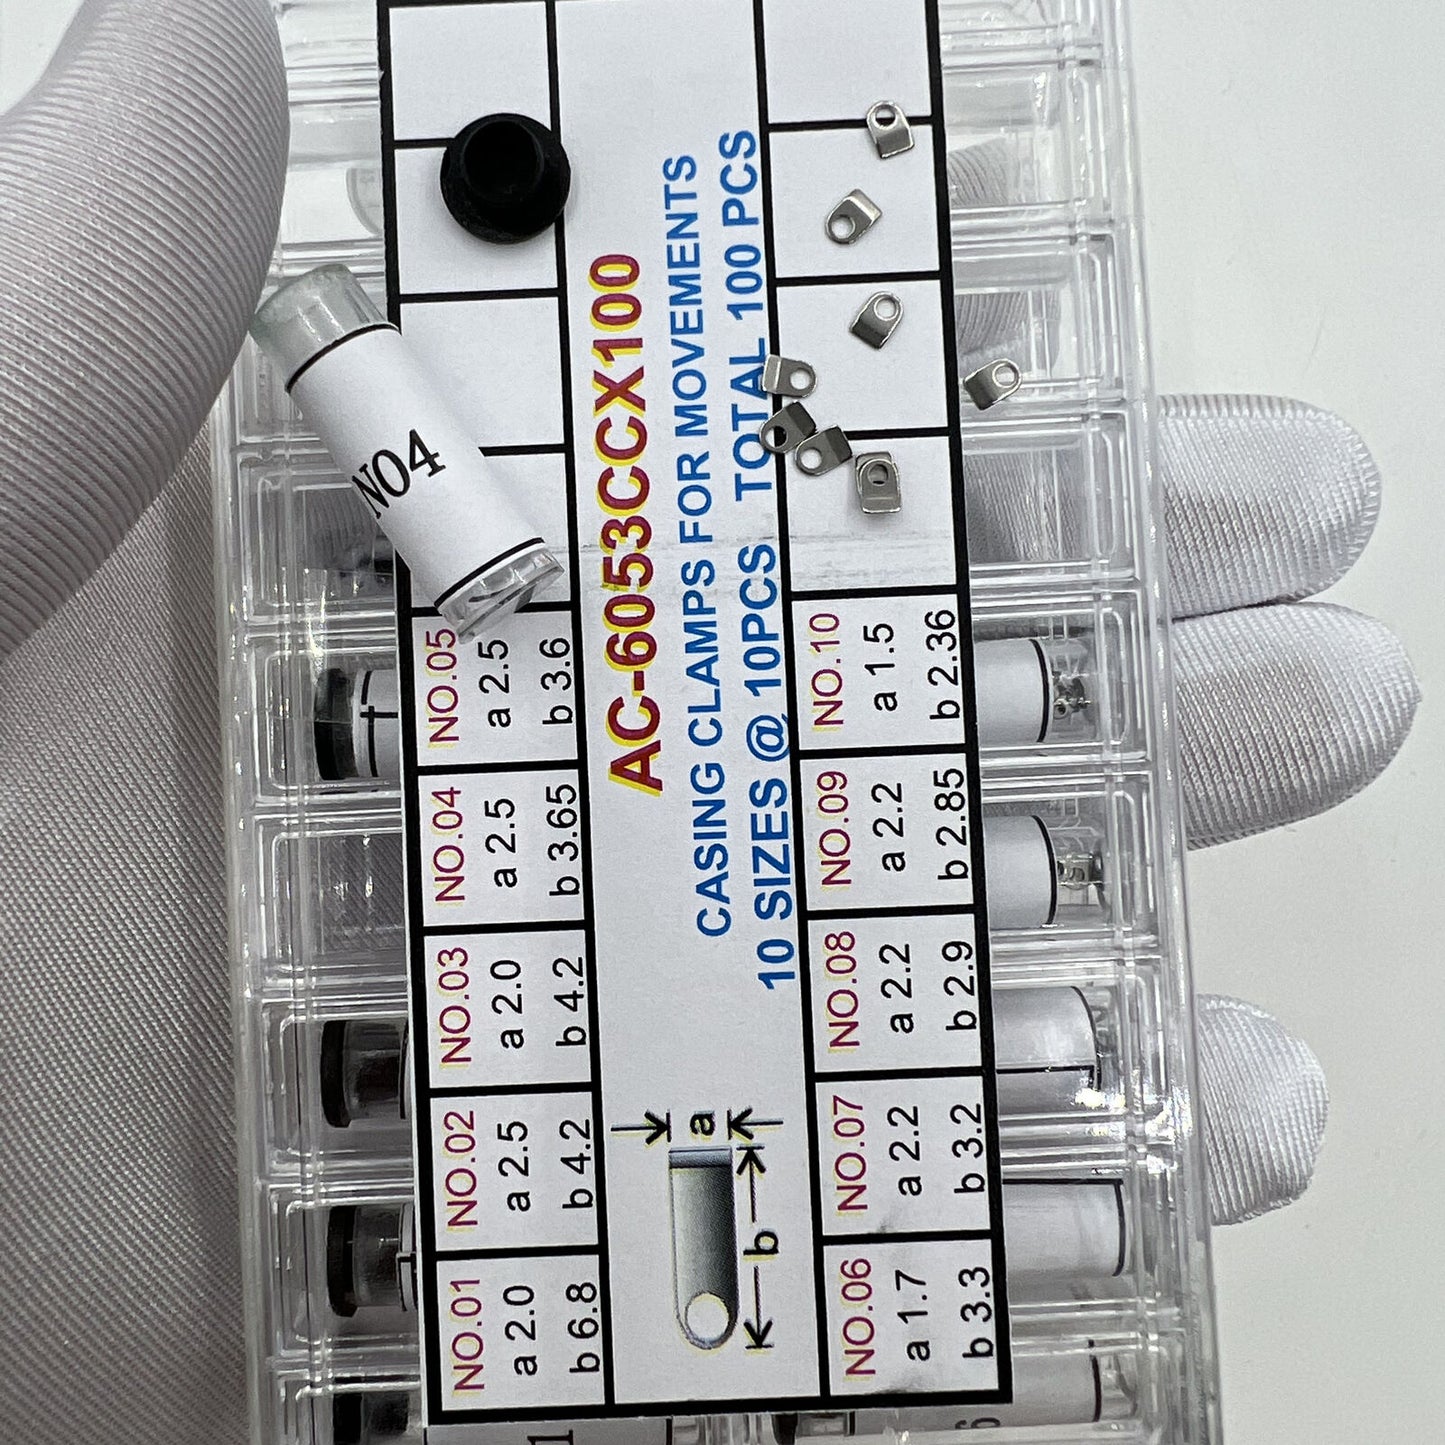 AC-6053CCX100
CASING CLAMPS FOR MOVEMENTS
10 SIZES @ 10PCS TOTAL 100 PCS
a
b
NO.01
a 2.0
b 6.8
NO.02
a 2.5
b 4.2
NO.03
a 2.0
b 4.2
NO.04
a 2.5
b 3.65
NO.05
a 2.5
b 3.6
NO.06
a 1.7
b 3.3
NO.07
a 2.2
b 3.2
NO.08
a 2.2
b 2.9
NO.09
a 2.2
b 2.85
NO.10
a 1.5
b 2.36
NO4
1
6